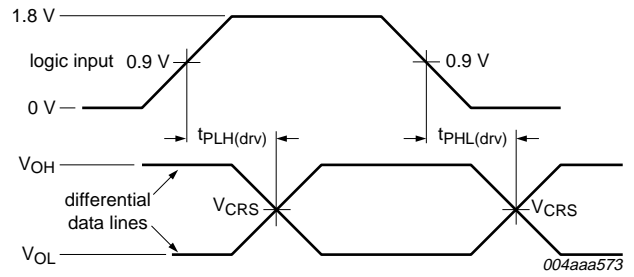 1.8 V
logic input 0.9 V
0.9 V
0 V
tPLH(drv)
tPHL(drv)
VOH
differential
data lines
VCRS
VCRS
VOL
004aaa573